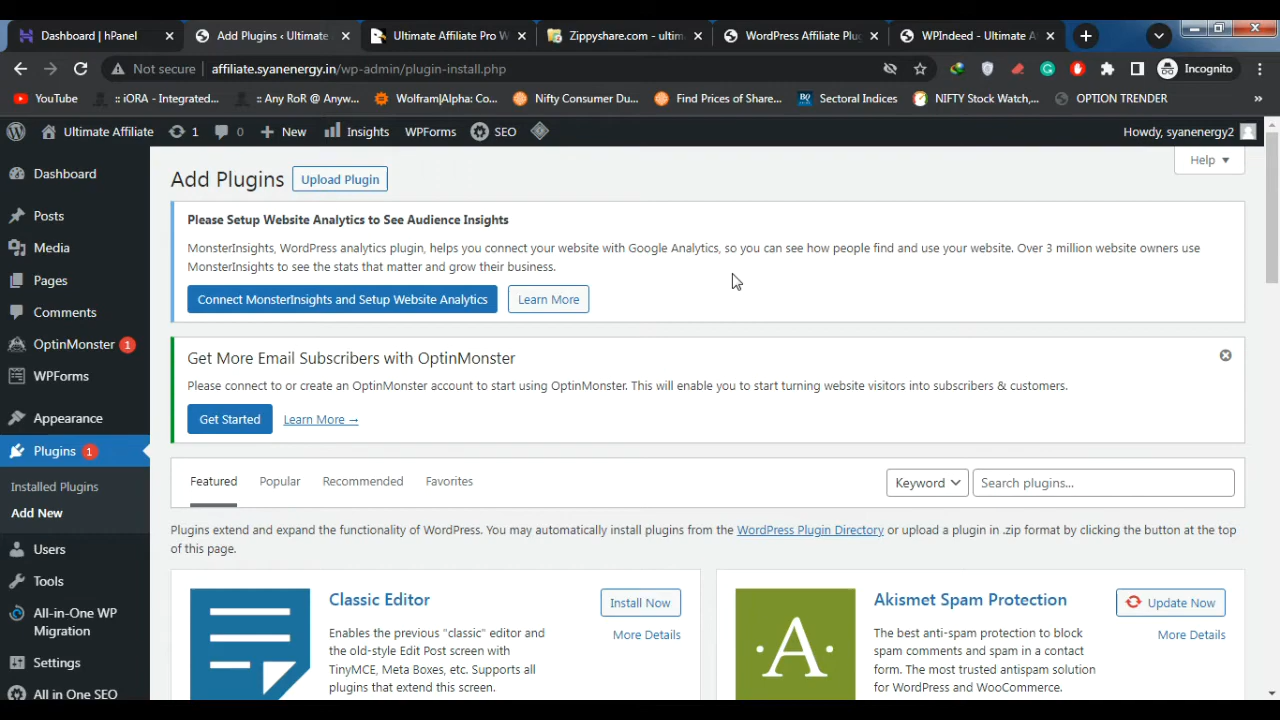 Dashboard | hPanel
Add Plugins ‹ Ultimate
Ultimate Affiliate Pro W
Zippyshare.com - ultim
WordPress Affiliate Plu
WPIndeed - Ultimate A
Not secure
affiliate.syanenergy.in/wp-admin/plugin-install.php
Incognito
YouTube
:: iORA - Integrated...
:: Any RoR @ Anyw...
Wolfram|Alpha: Co...
Nifty Consumer Du...
Find Prices of Share...
Sectoral Indices
NIFTY Stock Watch,...
OPTION TRENDER
»
Ultimate Affiliate
1
0
New
Insights
WPForms
SEO
Howdy, syanenergy2
Dashboard
Posts
Media
Pages
Comments
OptinMonster 1
WPForms
Appearance
Plugins 1
Installed Plugins
Add New
Users
Tools
All-in-One WP
Migration
Settings
All in One SEO
Help
Add Plugins
Upload Plugin
Please Setup Website Analytics to See Audience Insights
MonsterInsights, WordPress analytics plugin, helps you connect your website with Google Analytics, so you can see how people find and use your website. Over 3 million website owners use
MonsterInsights to see the stats that matter and grow their business.
Connect MonsterInsights and Setup Website Analytics
Learn More
Get More Email Subscribers with OptinMonster
Please connect to or create an OptinMonster account to start using OptinMonster. This will enable you to start turning website visitors into subscribers & customers.
Get Started
Learn More →
Featured
Popular
Recommended
Favorites
Keyword
Search plugins...
Plugins extend and expand the functionality of WordPress. You may automatically install plugins from the WordPress Plugin Directory or upload a plugin in .zip format by clicking the button at the top
of this page.
Classic Editor
Install Now
More Details
Enables the previous "classic" editor and
the old-style Edit Post screen with
TinyMCE, Meta Boxes, etc. Supports all
plugins that extend this screen.
·A·
Akismet Spam Protection
Update Now
More Details
The best anti-spam protection to block
spam comments and spam in a contact
form. The most trusted antispam solution
for WordPress and WooCommerce.